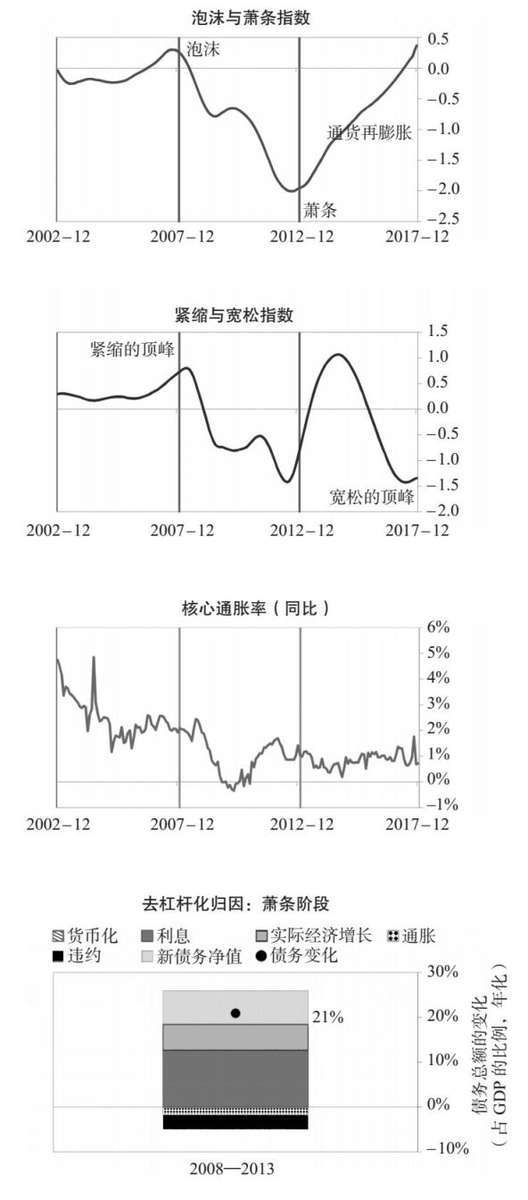 泡沫与萧条指数
泡沫
通货再膨胀
萧条
0.5
0.0
−0.5
−1.0
−1.5
−2.0
−2.5
2002−12 2007−12 2012−12 2017−12
紧缩与宽松指数
紧缩的顶峰
宽松的顶峰
1.5
1.0
0.5
0.0
−0.5
−1.0
−1.5
−2.0
2002−12 2007−12 2012−12 2017−12
核心通胀率（同比）
6%
5%
4%
3%
2%
1%
0%
−1%
2002−12 2007−12 2012−12 2017−12
去杠杆化归因：萧条阶段
货币化 利息 实际经济增长 通胀
违约 新债务净值 债务变化
21%
30%
20%
10%
0%
−10%
债务总额的变化
（占GDP的比例，年化）
2008—2013